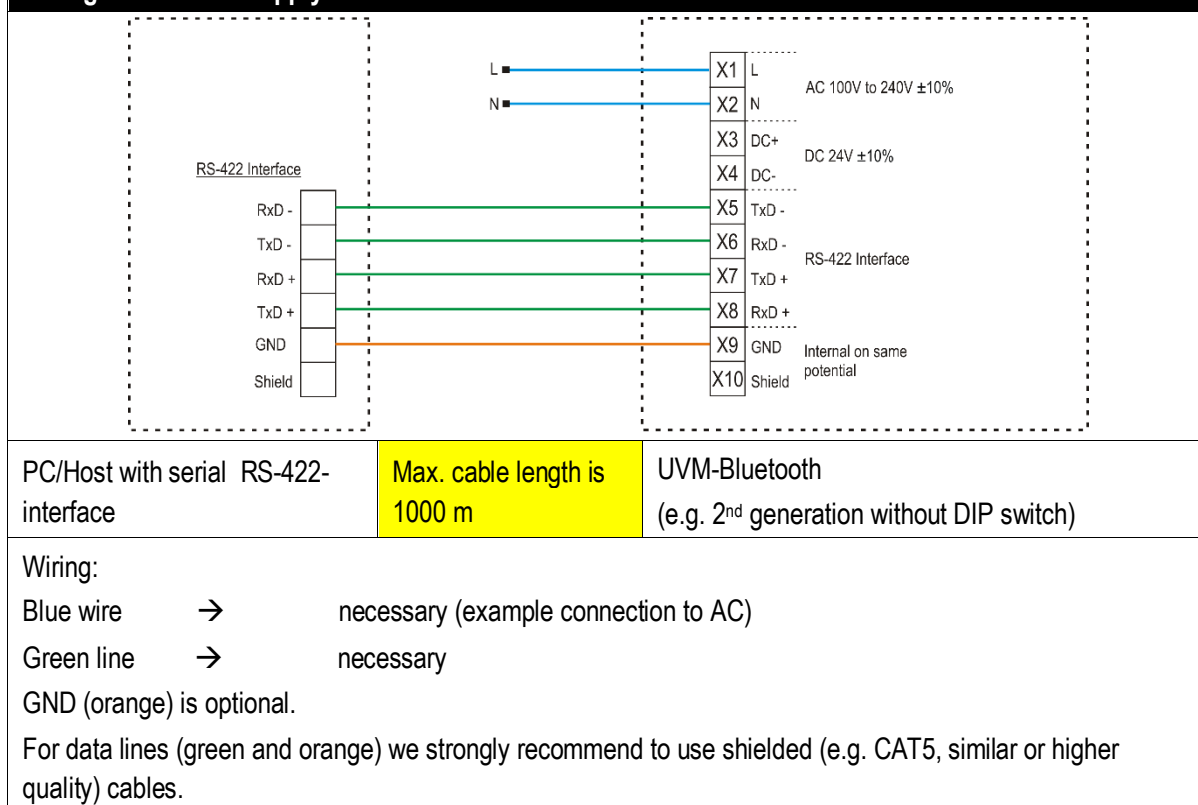 L
N
X1 L
AC 100V to 240V ±10%
X2 N
X3 DC+
DC 24V ±10%
X4 DC-
RS-422 Interface
RxD - X5 TxD -
TxD - X6 RxD -
RS-422 Interface
RxD + X7 TxD +
TxD + X8 RxD +
GND X9 GND
Internal on same
potential
Shield X10 Shield
PC/Host with serial RS-422-
interface
Max. cable length is
1000 m
UVM-Bluetooth
(e.g. 2nd generation without DIP switch)
Wiring:
Blue wire → necessary (example connection to AC)
Green line → necessary
GND (orange) is optional.
For data lines (green and orange) we strongly recommend to use shielded (e.g. CAT5, similar or higher
quality) cables.